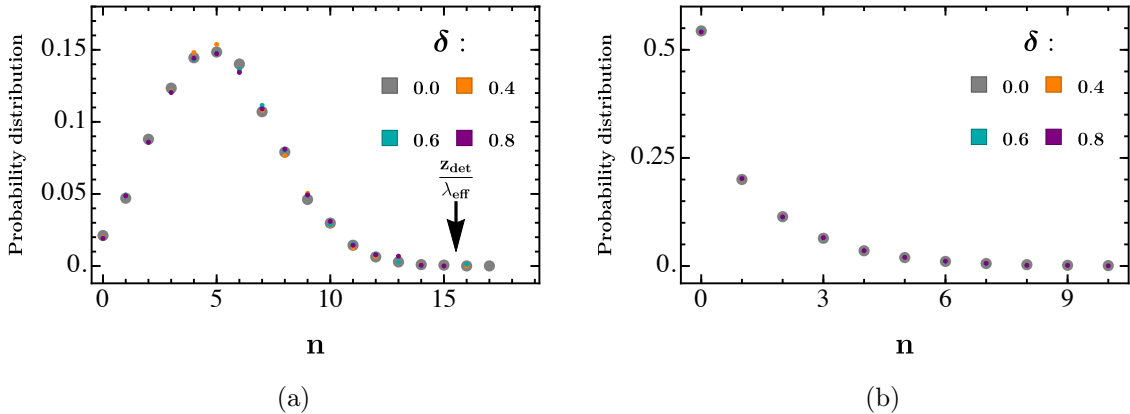 Probability distribution
0.15
0.1
0.05
0.
0 5 10 15
n
δ :
0.0 0.4
0.6 0.8
z_det
λ_eff
(a)
Probability distribution
0.5
0.25
0.
0 3 6 9
n
δ :
0.0 0.4
0.6 0.8
(b)